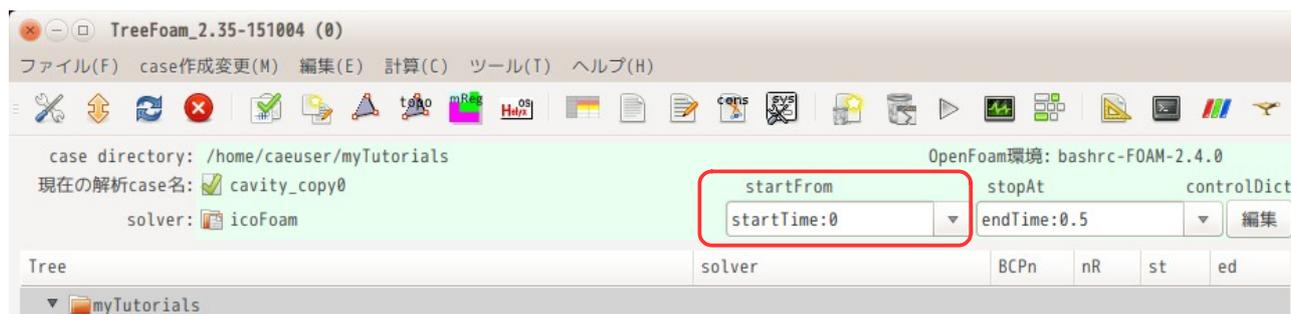 TreeFoam_2.35-151004 (0)
ファイル(F) case作成変更(M) 編集(E) 計算(C) ツール(T) ヘルプ(H)
topo mReg Helyx OS cons sys
case directory: /home/caeuser/myTutorials OpenFoam環境: bashrc-FOAM-2.4.0
現在の解析case名: cavity_copy0 startFrom stopAt controlDict
solver: icoFoam startTime:0 endTime:0.5 編集
Tree solver BCPn nR st ed
myTutorials